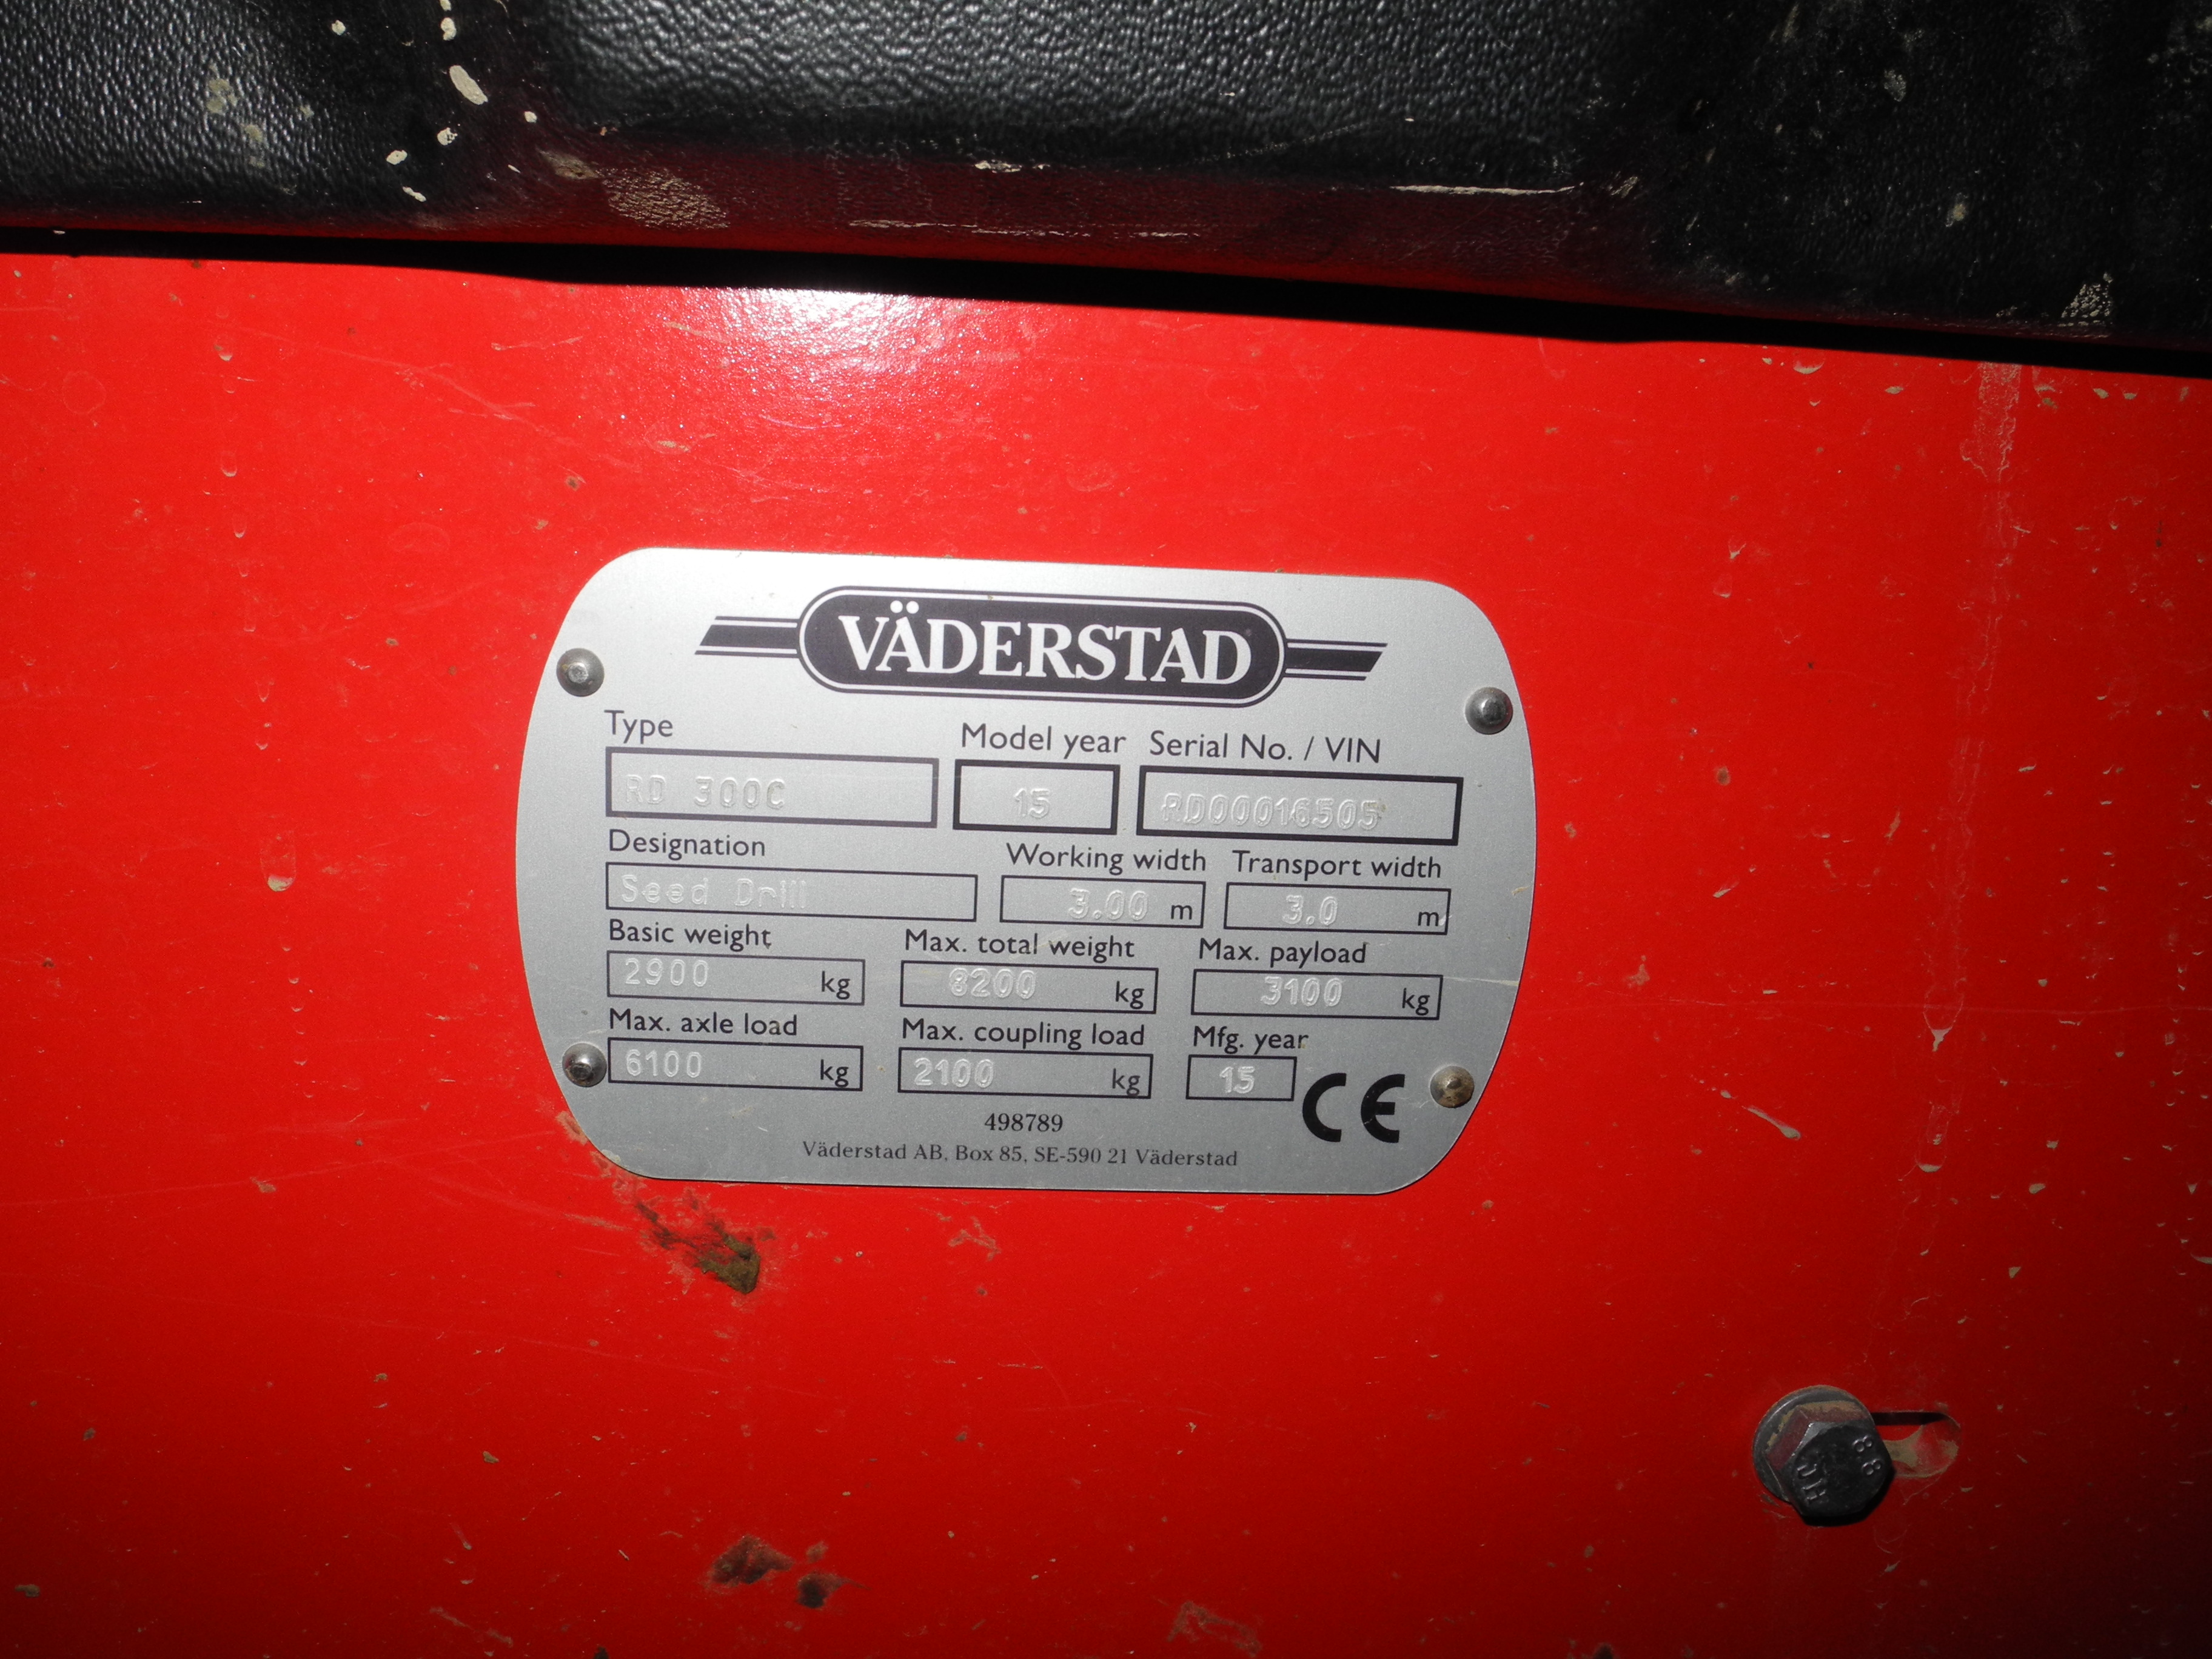 VÄDERSTAD
Type Model year Serial No. / VIN
RD 300C 15 RD00016505
Designation Working width Transport width
Seed Drill 3.00 m 3.0 m
Basic weight Max. total weight Max. payload
2900 kg 8200 kg 3100 kg
Max. axle load Max. coupling load Mfg. year
6100 kg 2100 kg 15 CE
498789
Väderstad AB, Box 85, SE-590 21 Väderstad
8.8
JH